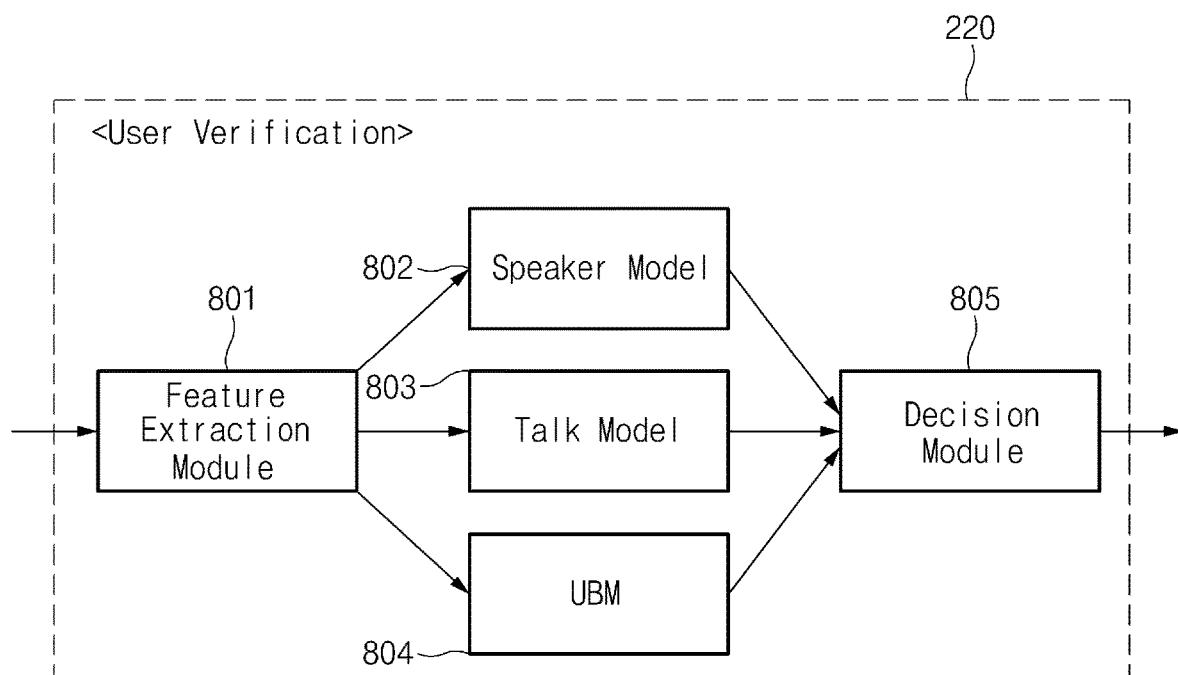 220
<User Verification>
802
Speaker Model
801
805
803
Feature
Extraction
Module
Talk Model
Decision
Module
UBM
804